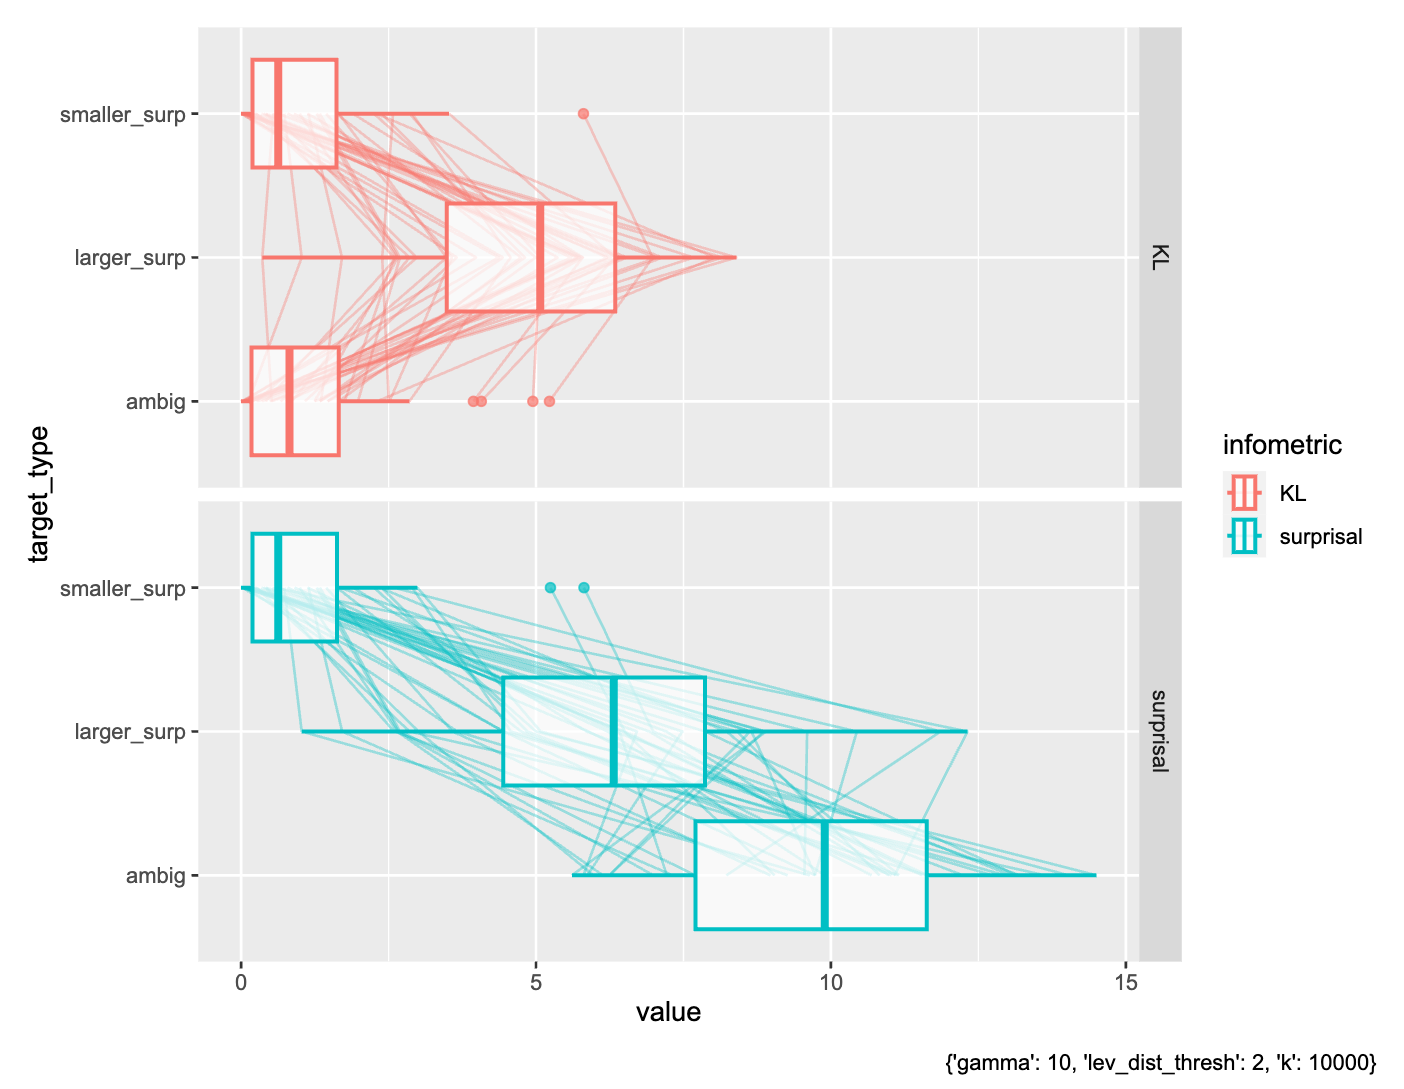 smaller_surp
larger_surp
ambig
KL
smaller_surp
larger_surp
ambig
surprisal
target_type
0 5 10 15
value
infometric
KL
surprisal
{'gamma': 10, 'lev_dist_thresh': 2, 'k': 10000}